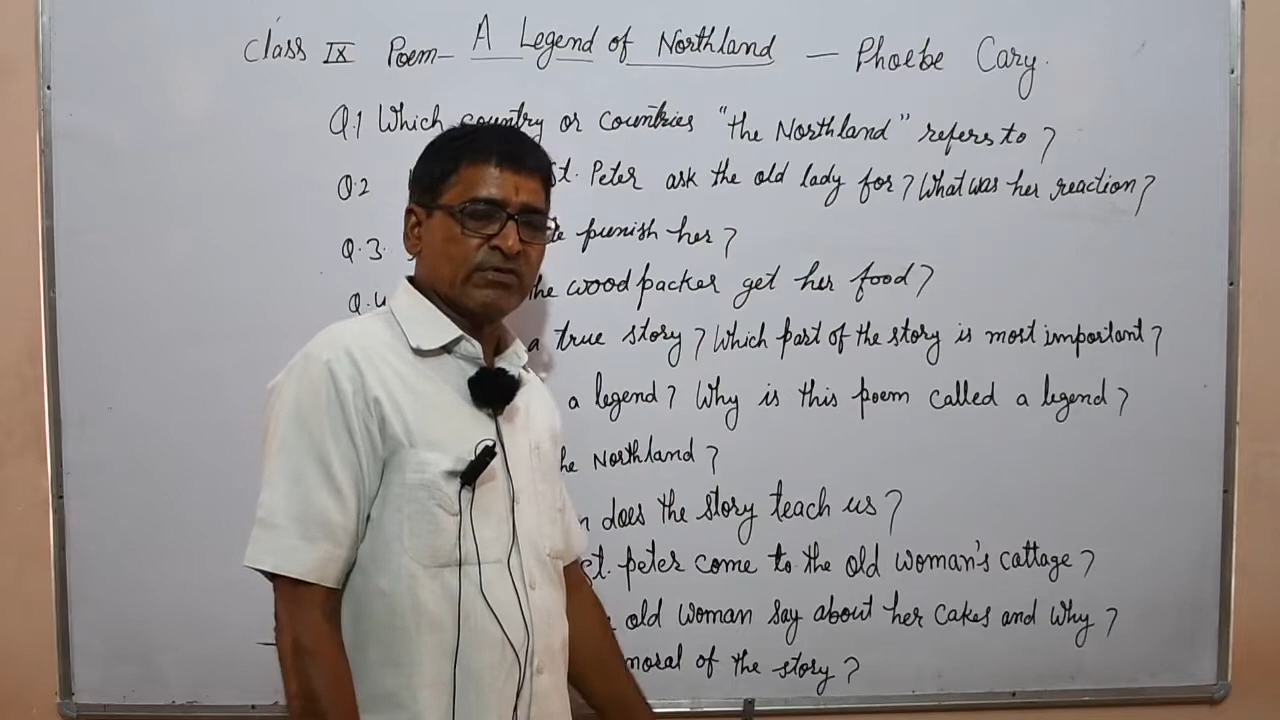 Class IX Poem- A Legend of Northland — Phoebe Cary.
Q.1 Which country or countries "the Northland" refers to ?
Q.2 St. Peter ask the old lady for ? What was her reaction ?
Q.3. punish her ?
Q.4 the woodpacker get her food ?
a true story ? Which part of the story is most important ?
a legend ? Why is this poem called a legend ?
Northland ?
does the story teach us ?
st. peter come to the old woman's cattage ?
old woman say about her cakes and why ?
moral of the story ?